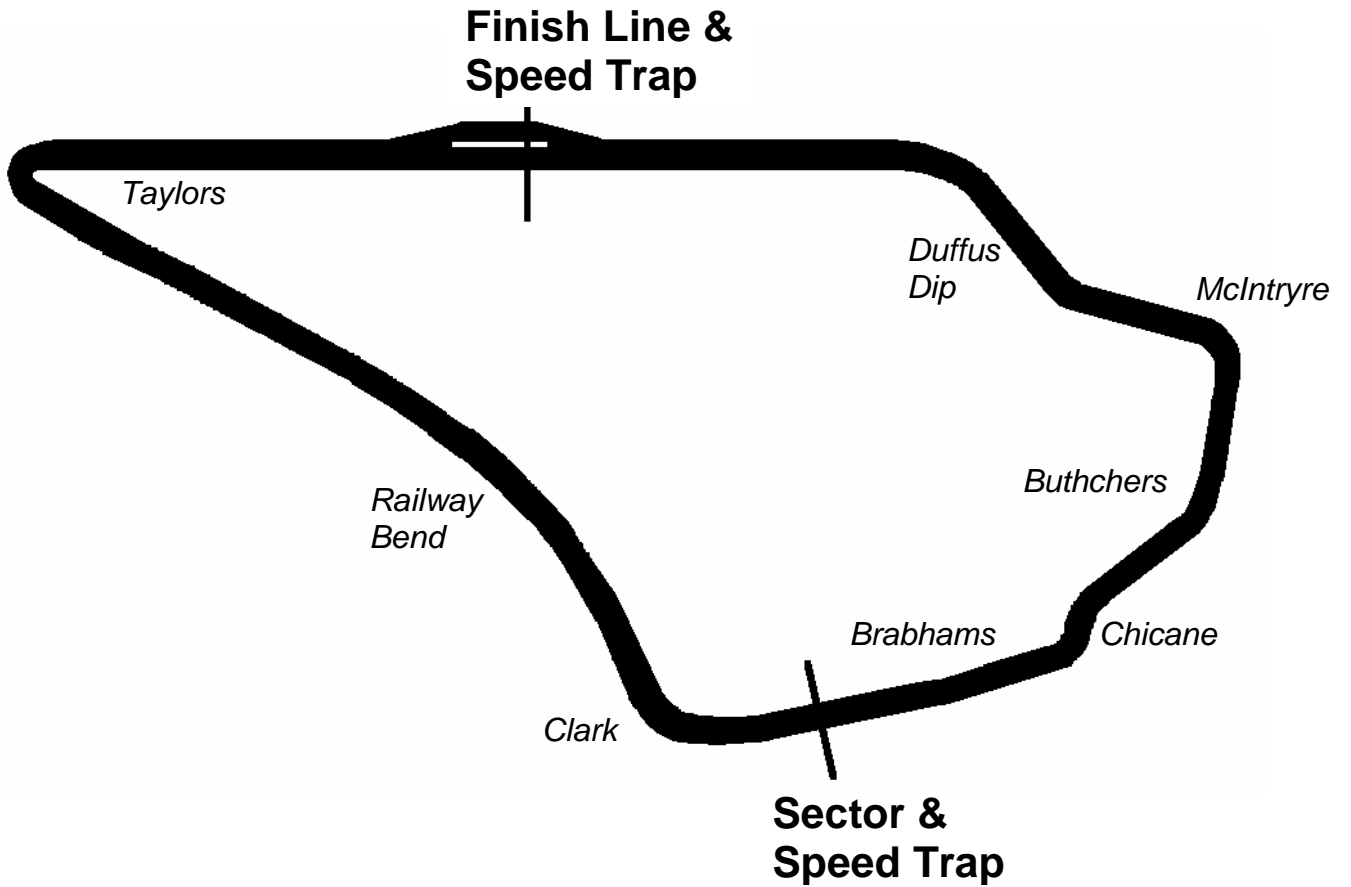 Finish Line &
Speed Trap
Taylors
Duffus
Dip
McIntryre
Buthchers
Railway
Bend
Brabhams
Chicane
Clark
Sector &
Speed Trap